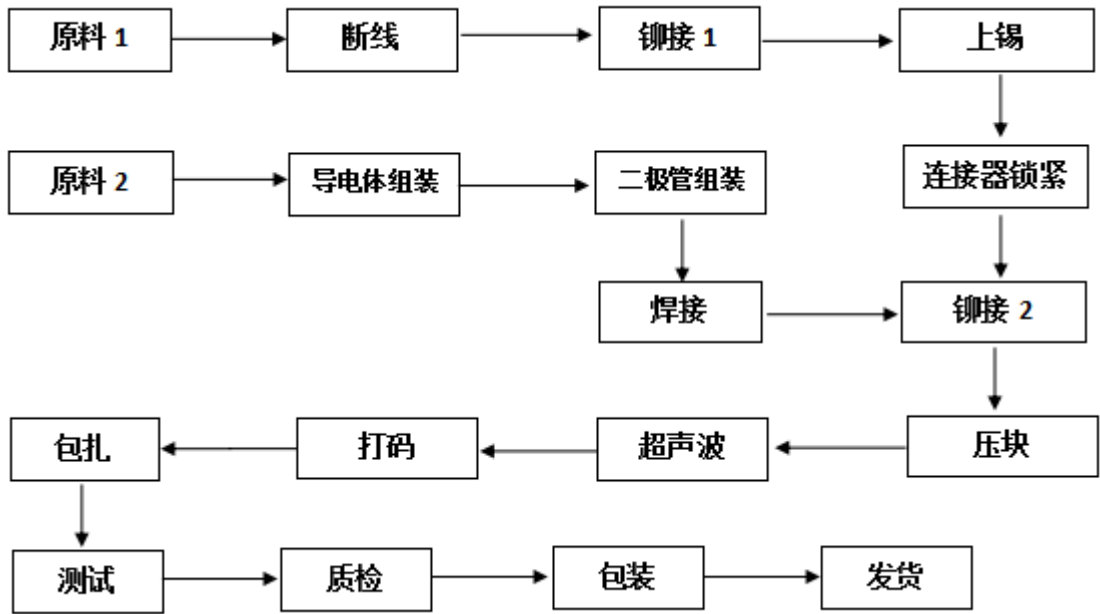 原料 1
断线
铆接 1
上锡
原料 2
导电体组装
二极管组装
连接器锁紧
焊接
铆接 2
包扎
打码
超声波
压块
测试
质检
包装
发货